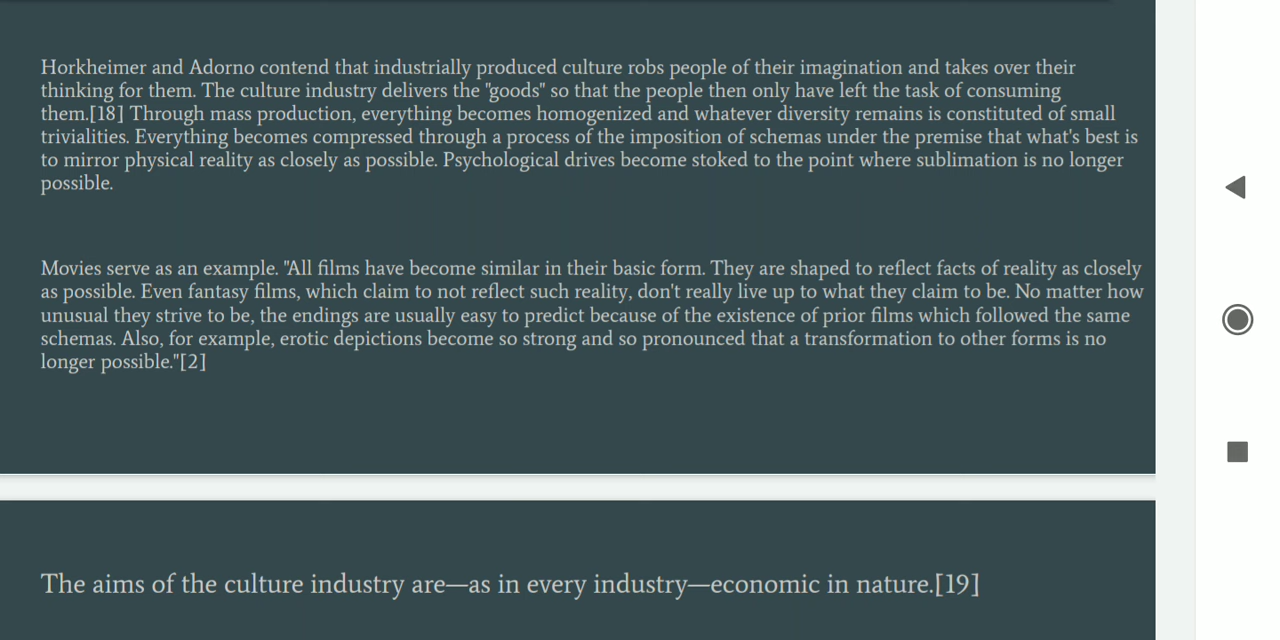 Horkheimer and Adorno contend that industrially produced culture robs people of their imagination and takes over their
thinking for them. The culture industry delivers the "goods" so that the people then only have left the task of consuming
them.[18] Through mass production, everything becomes homogenized and whatever diversity remains is constituted of small
trivialities. Everything becomes compressed through a process of the imposition of schemas under the premise that what's best is
to mirror physical reality as closely as possible. Psychological drives become stoked to the point where sublimation is no longer
possible.
Movies serve as an example. "All films have become similar in their basic form. They are shaped to reflect facts of reality as closely
as possible. Even fantasy films, which claim to not reflect such reality, don't really live up to what they claim to be. No matter how
unusual they strive to be, the endings are usually easy to predict because of the existence of prior films which followed the same
schemas. Also, for example, erotic depictions become so strong and so pronounced that a transformation to other forms is no
longer possible."[2]
The aims of the culture industry are—as in every industry—economic in nature.[19]